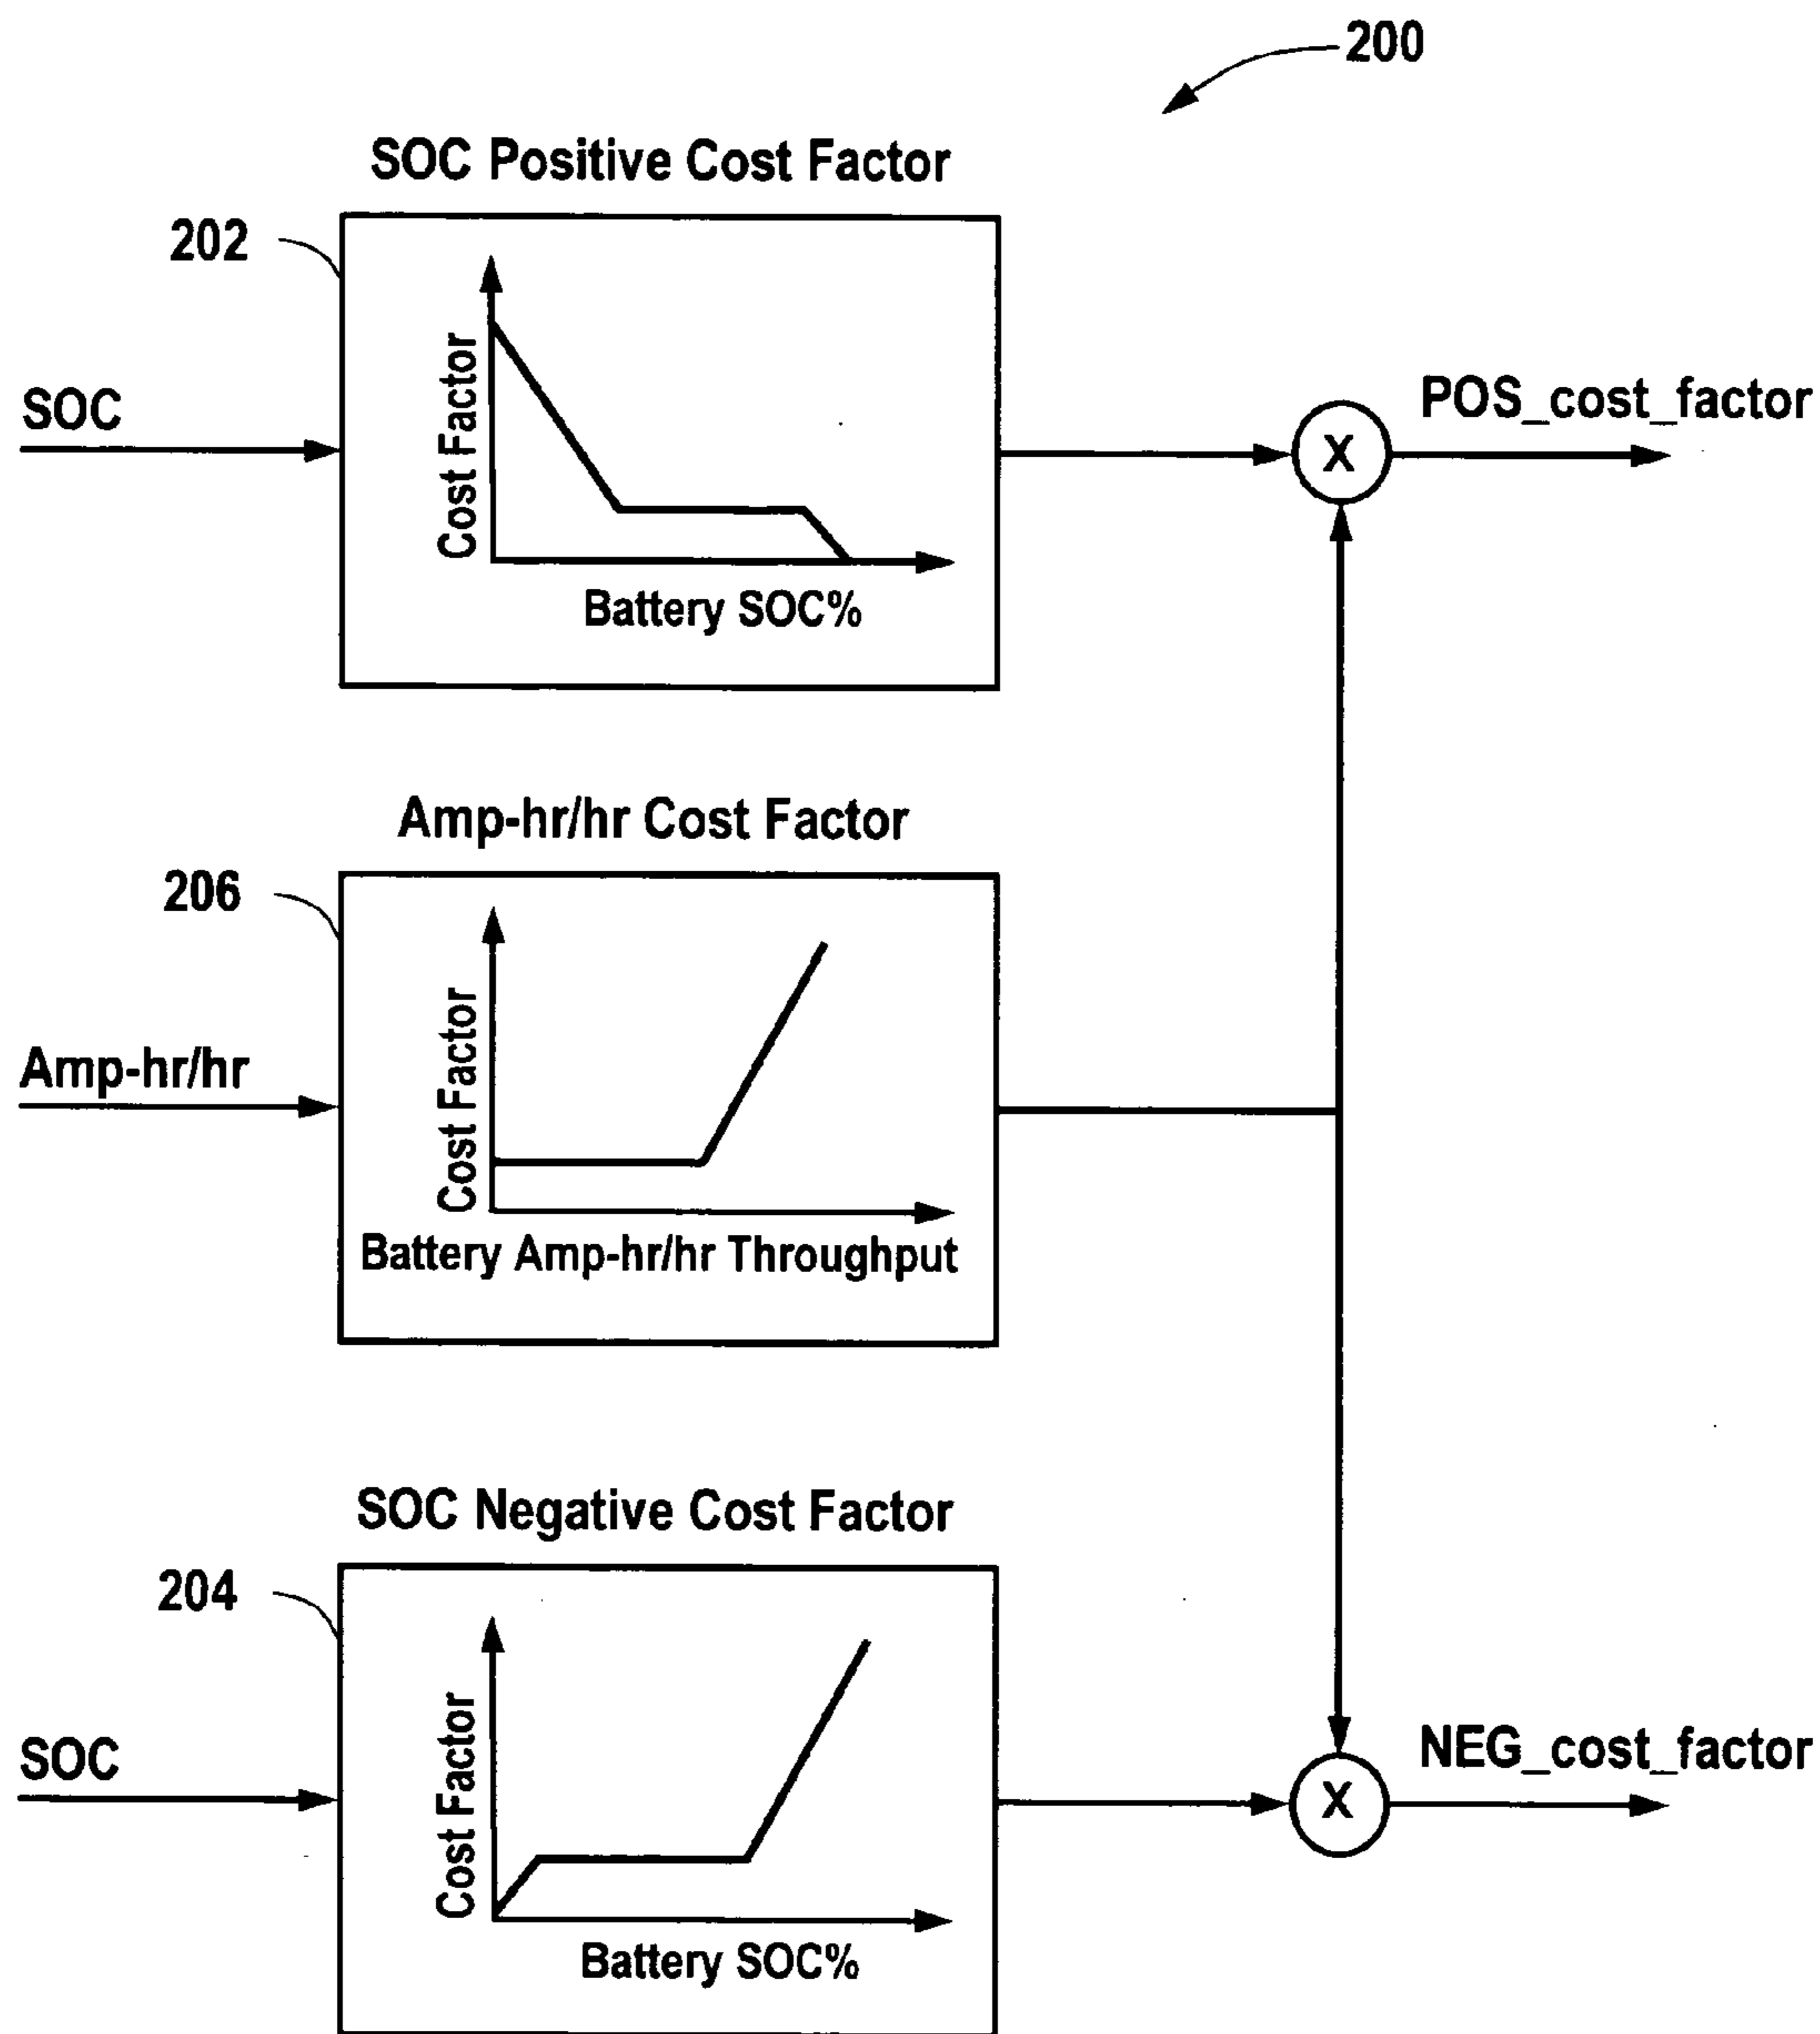 200
SOC Positive Cost Factor
202
Cost Factor
SOC
Battery SOC%
X
POS_cost_factor
Amp-hr/hr Cost Factor
206
Cost Factor
Amp-hr/hr
Battery Amp-hr/hr Throughput
SOC Negative Cost Factor
204
Cost Factor
SOC
Battery SOC%
X
NEG_cost_factor